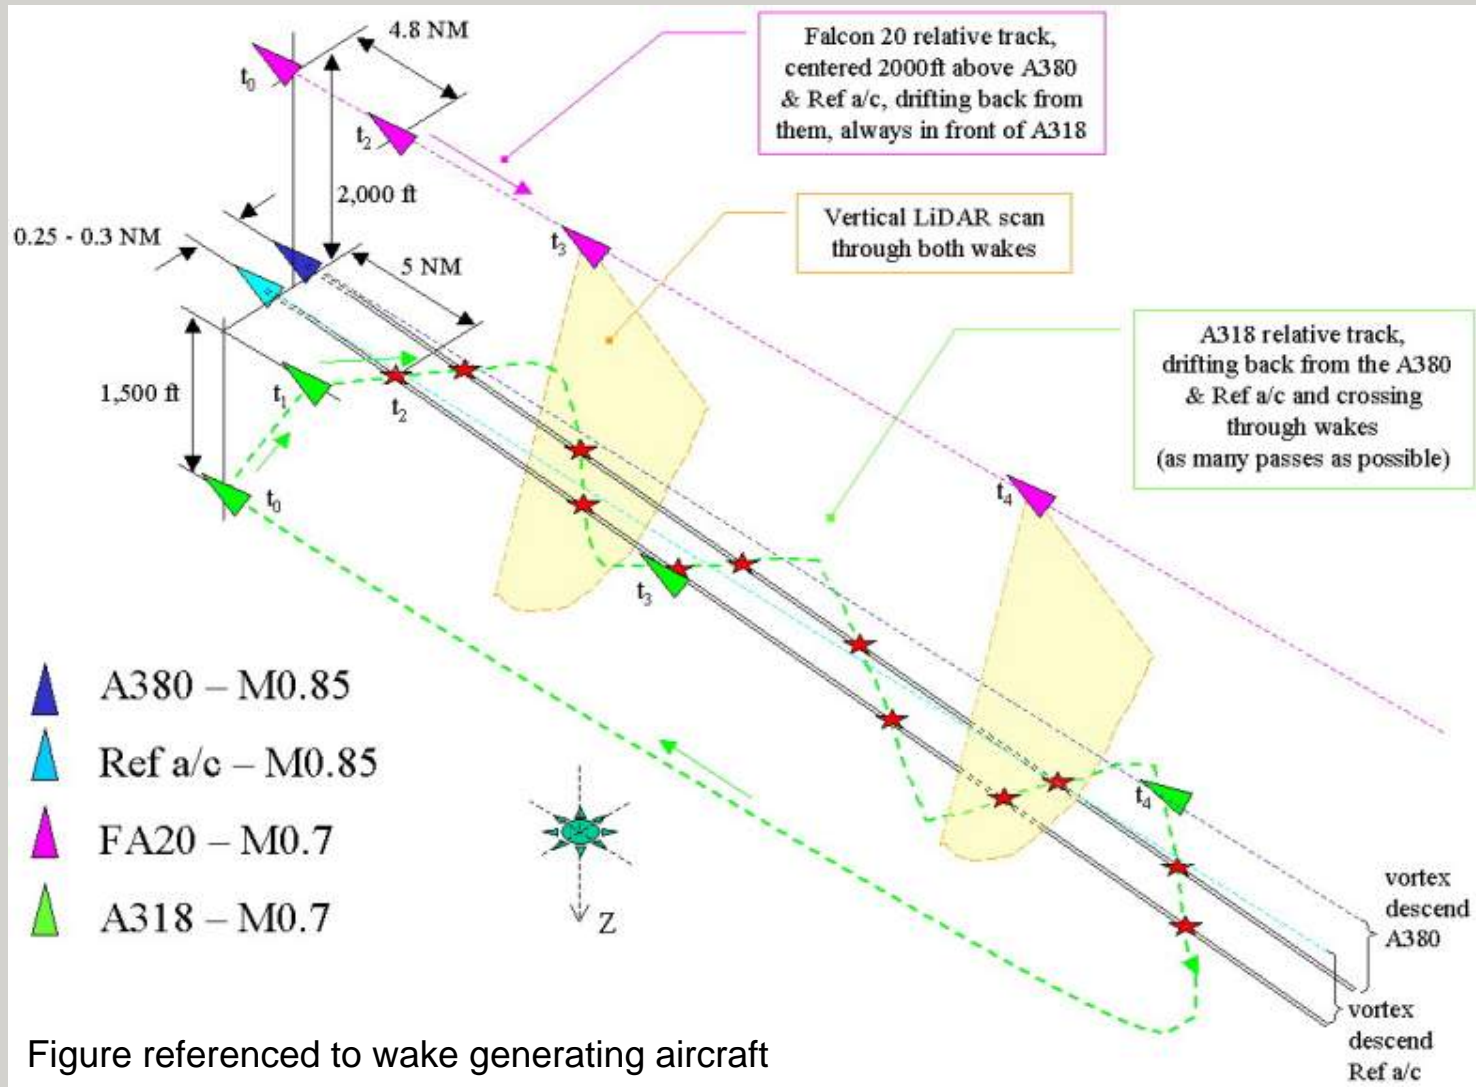 4.8 NM
Falcon 20 relative track,
centered 2000ft above A380
& Ref a/c, drifting back from
them, always in front of A318
t0
t2
2,000 ft
Vertical LiDAR scan
through both wakes
0.25 - 0.3 NM
t3
5 NM
A318 relative track,
drifting back from the A380
& Ref a/c and crossing
through wakes
(as many passes as possible)
1,500 ft
t1
t2
t0
t4
t3
A380 – M0.85
Ref a/c – M0.85
FA20 – M0.7
A318 – M0.7
Z
t4
vortex
descend
A380
vortex
descend
Ref a/c
Figure referenced to wake generating aircraft